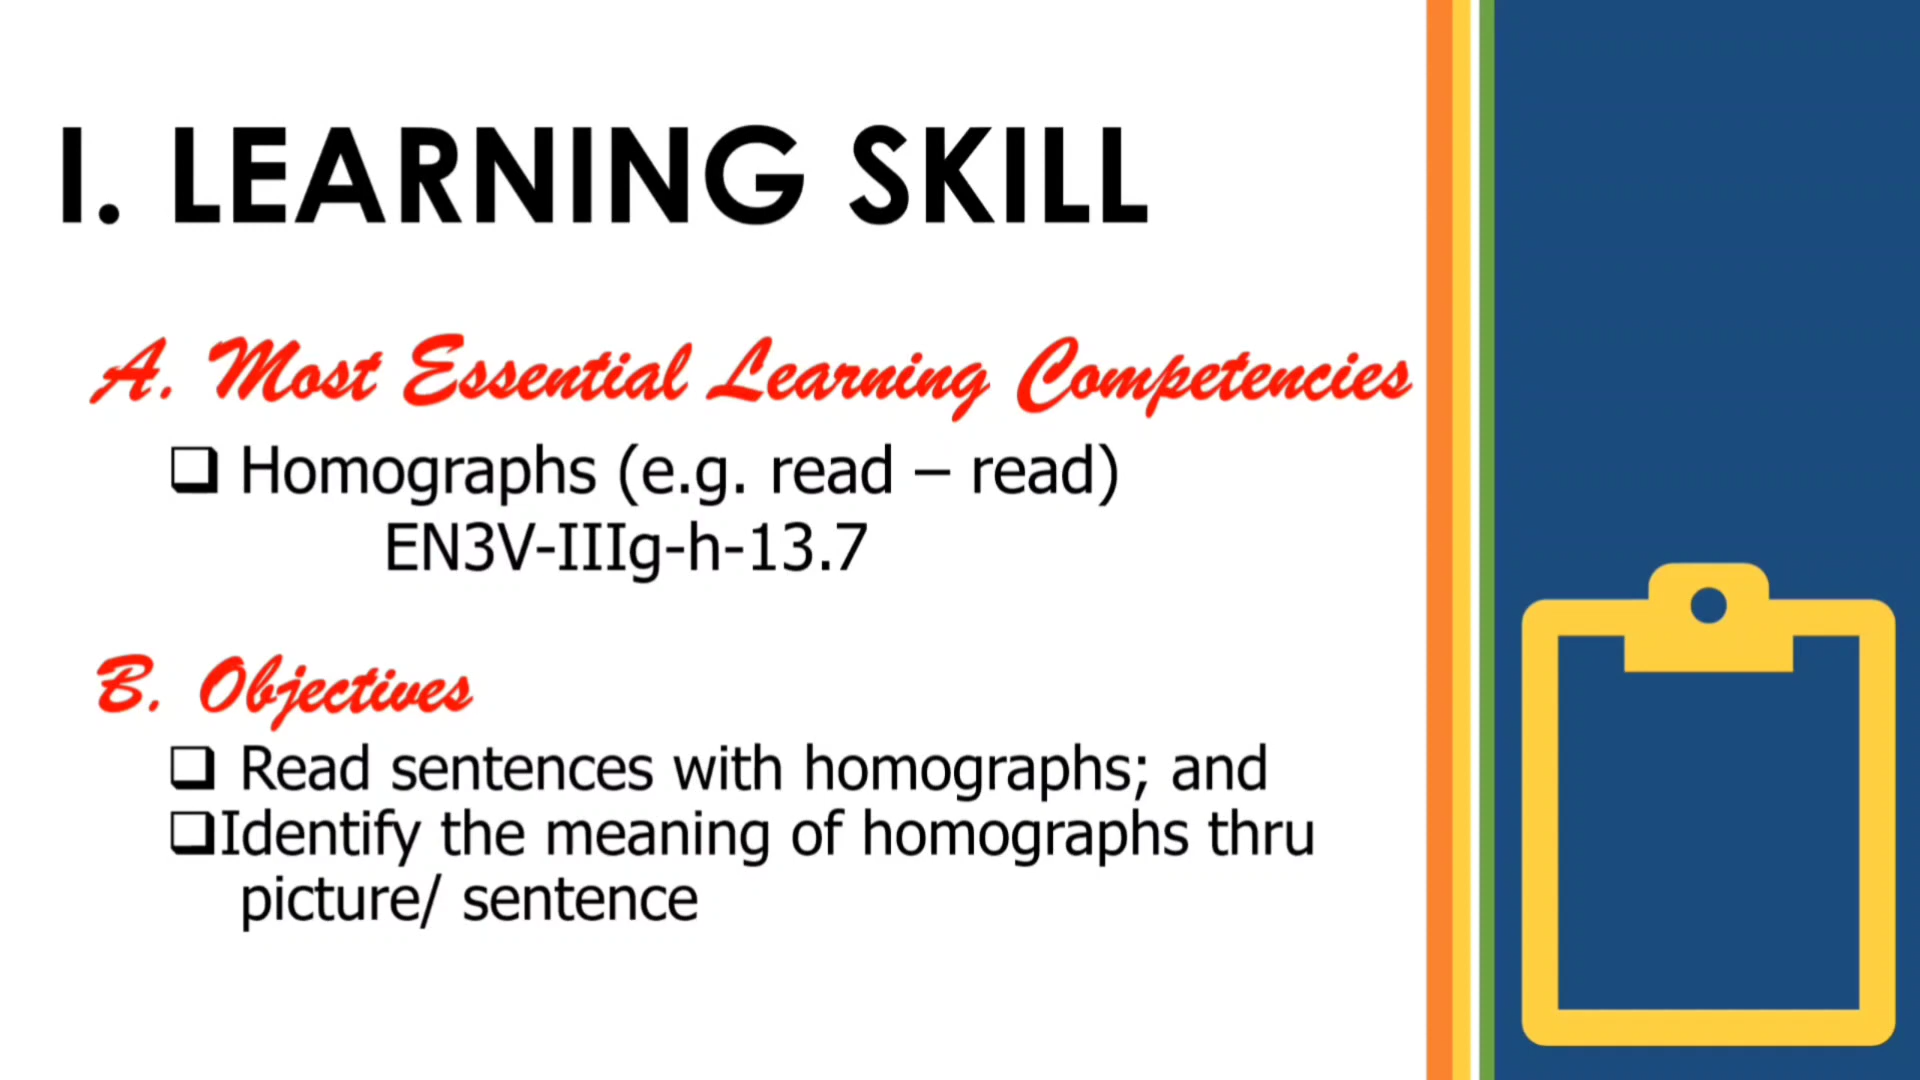 I. LEARNING SKILL
A. Most Essential Learning Competencies
❑ Homographs (e.g. read – read)
EN3V-IIIg-h-13.7
B. Objectives
❑ Read sentences with homographs; and
❑Identify the meaning of homographs thru
picture/ sentence